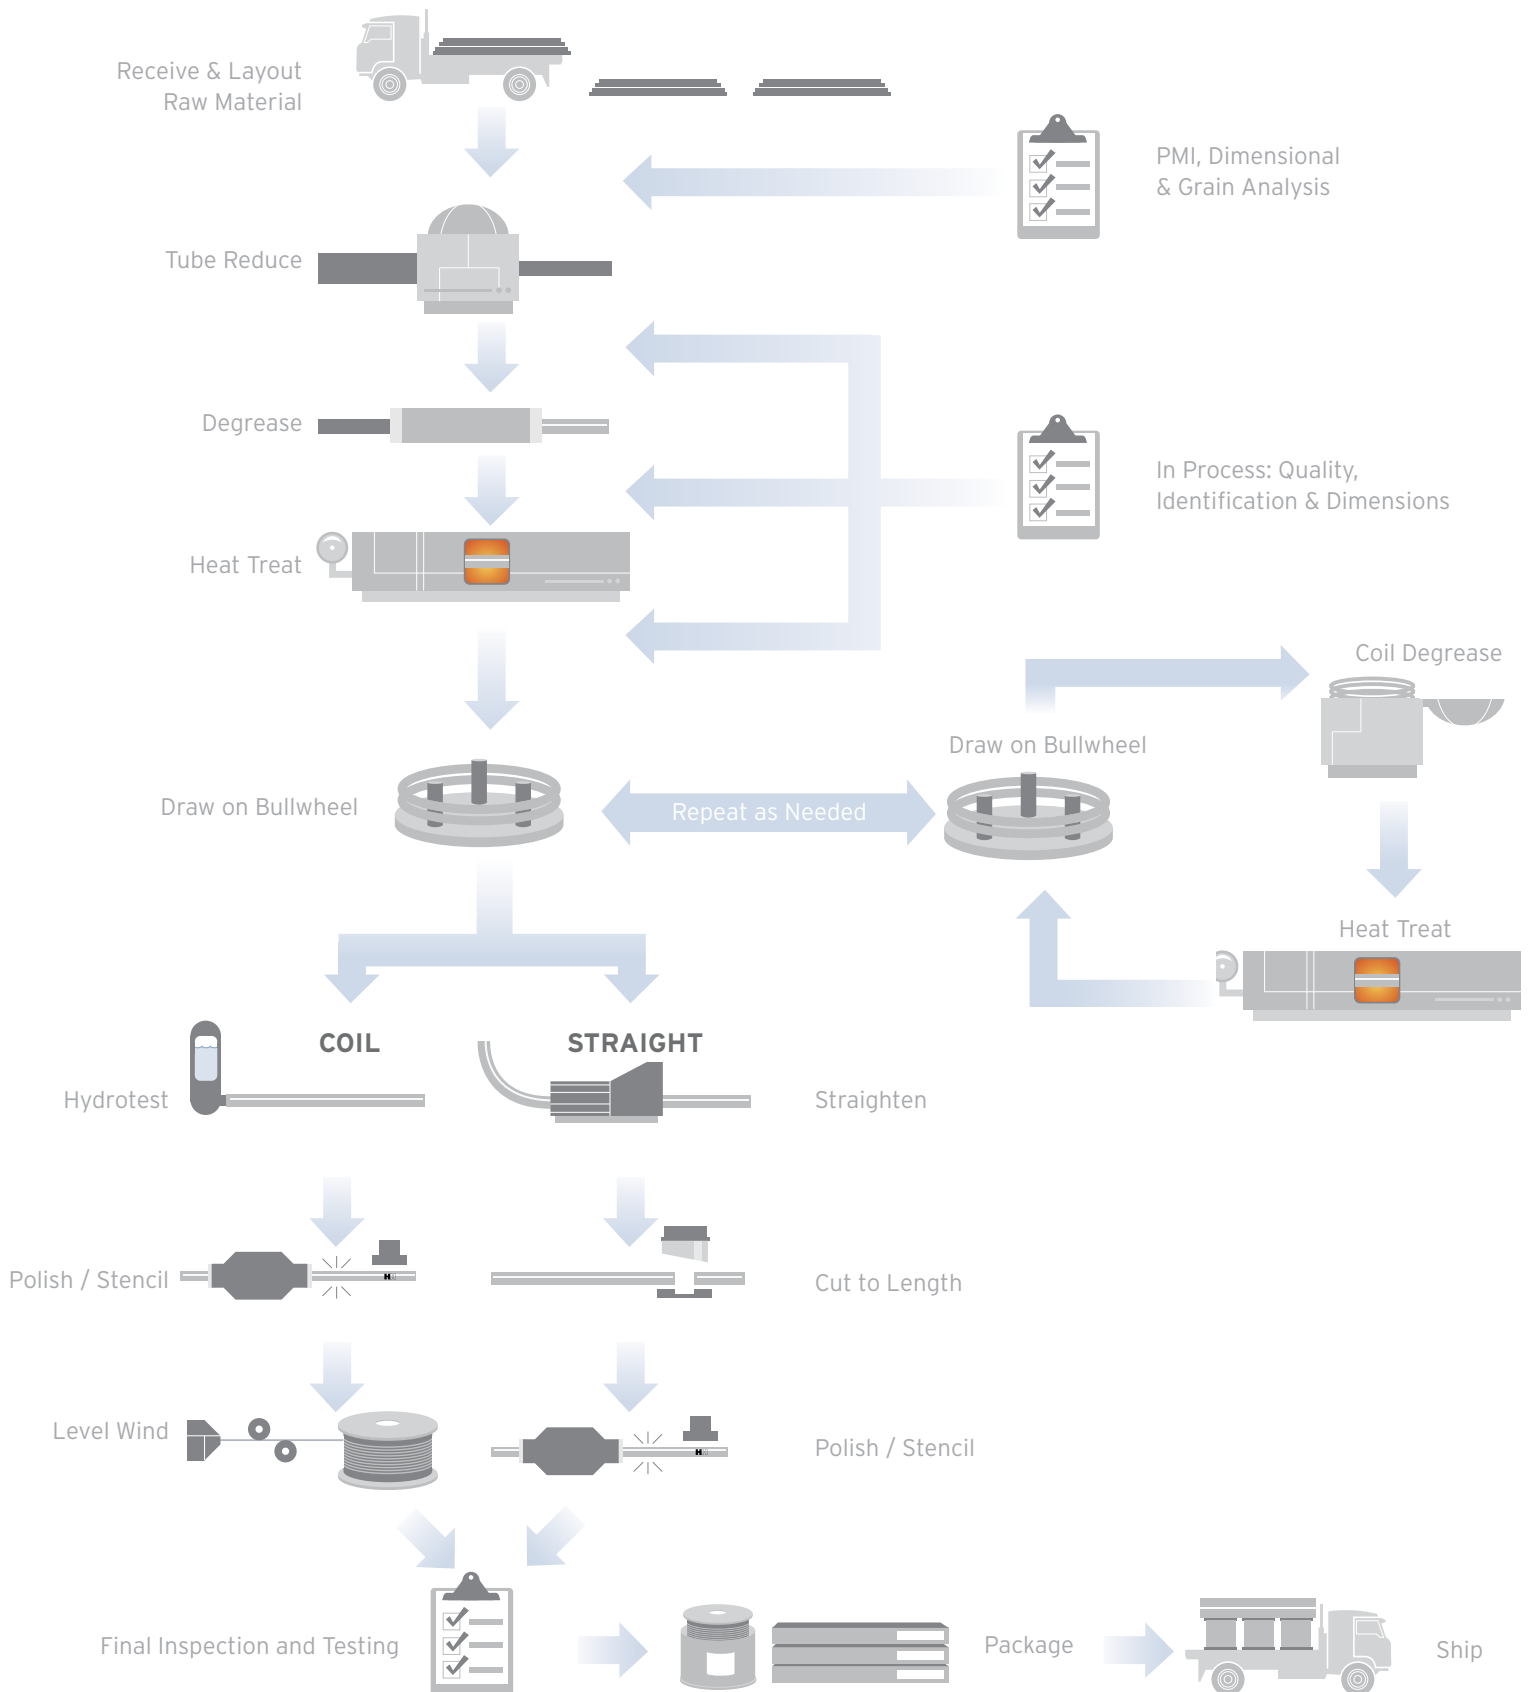 Receive & Layout
Raw Material
PMI, Dimensional
& Grain Analysis
Tube Reduce
Degrease
In Process: Quality,
Identification & Dimensions
Heat Treat
Coil Degrease
Draw on Bullwheel
Draw on Bullwheel
Repeat as Needed
Heat Treat
COIL
STRAIGHT
Hydrotest
Straighten
Polish / Stencil
Cut to Length
Level Wind
Polish / Stencil
Final Inspection and Testing
Package
Ship